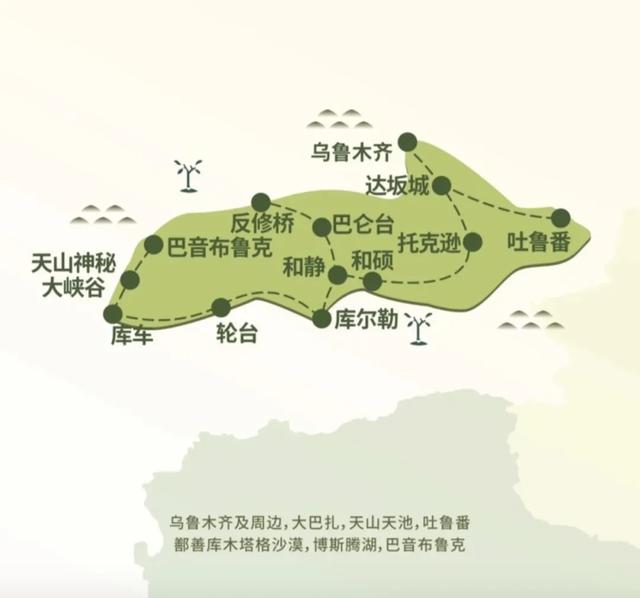 乌鲁木齐
达坂城
反修桥
巴仑台
吐鲁番
托克逊
巴音布鲁克
和硕
和静
天山神秘
大峡谷
库尔勒
轮台
库车
乌鲁木齐及周边,大巴扎,天山天池,吐鲁番
鄯善库木塔格沙漠,博斯腾湖,巴音布鲁克